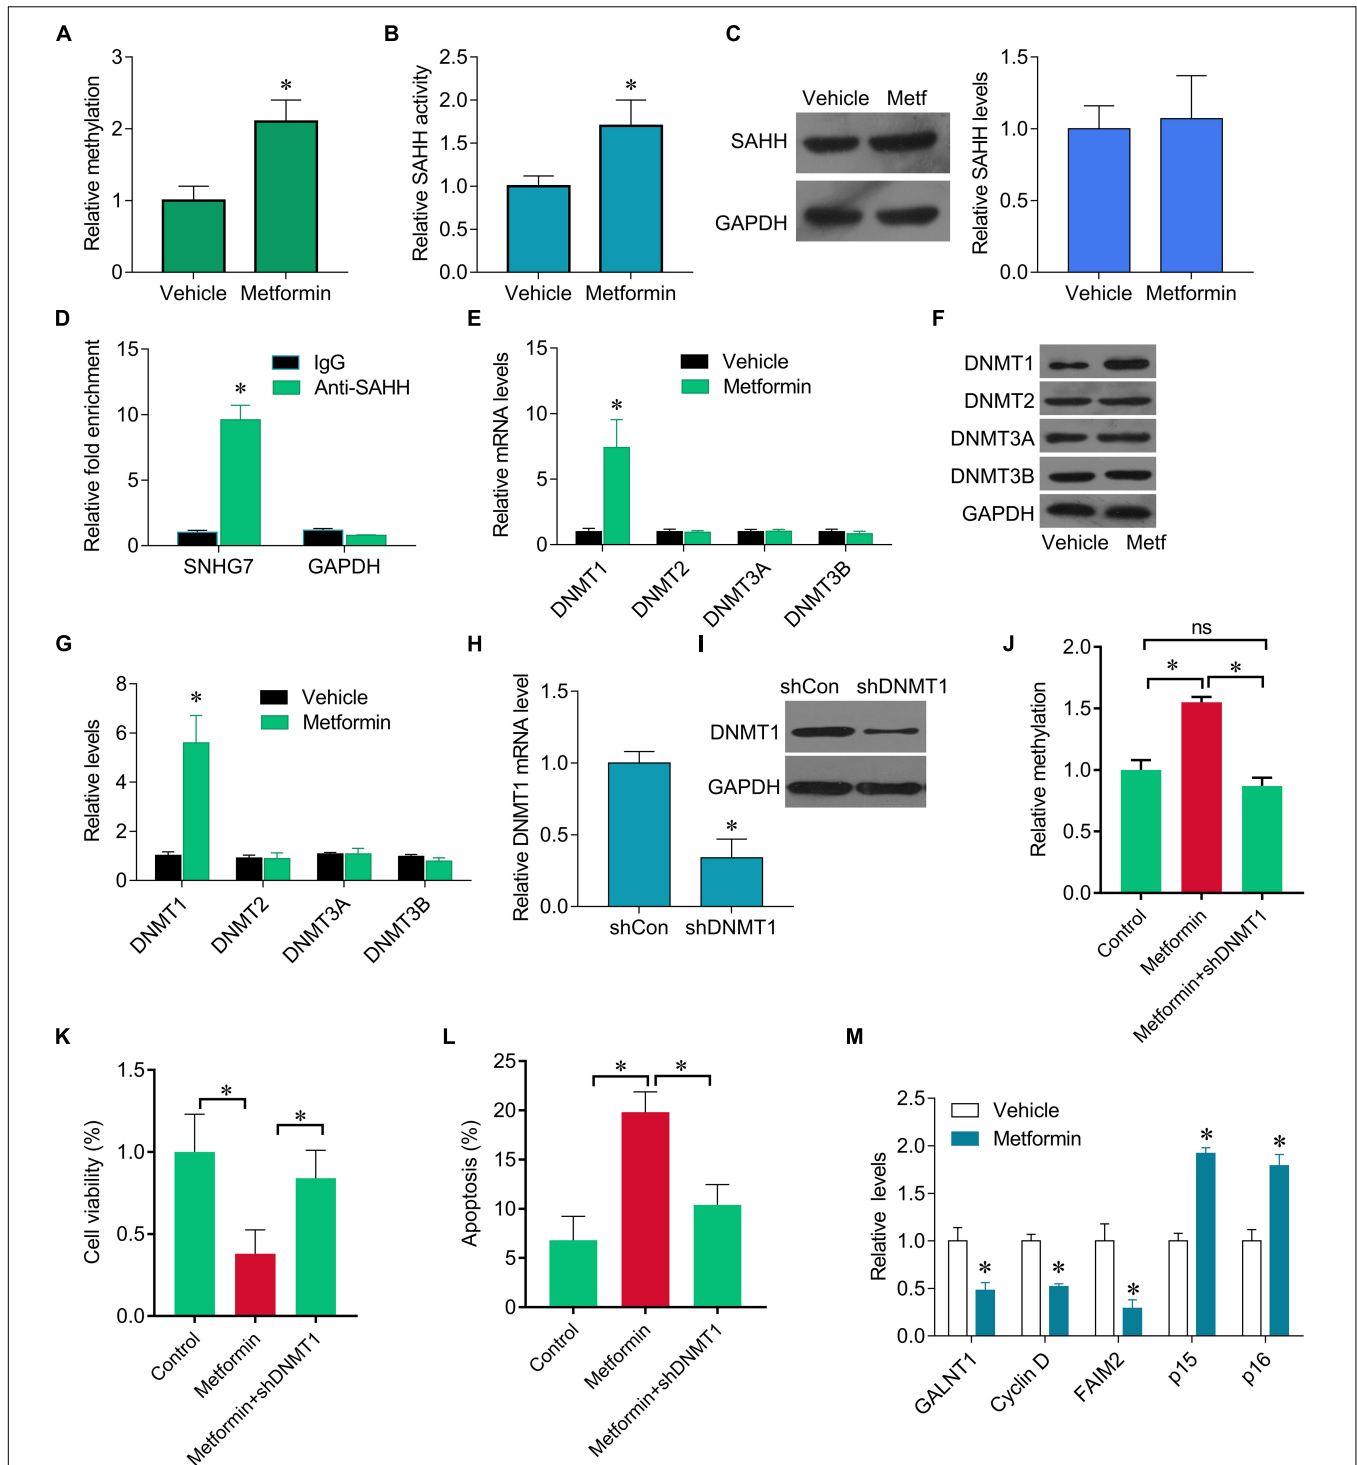 A
Relative methylation
3
2
1
0
*
Vehicle Metformin
B
Relative SAHH activity
2.5
2.0
1.5
1.0
0.5
0.0
*
Vehicle Metformin
C
Vehicle Metf
SAHH
GAPDH
Relative SAHH levels
1.5
1.0
0.5
0.0
Vehicle Metformin
D
Relative fold enrichment
15
10
5
0
IgG
Anti-SAHH
*
SNHG7 GAPDH
E
Relative mRNA levels
15
10
5
0
Vehicle
Metformin
*
DNMT1 DNMT2 DNMT3A DNMT3B
F
DNMT1
DNMT2
DNMT3A
DNMT3B
GAPDH
Vehicle Metf
G
Relative levels
8
6
4
2
0
Vehicle
Metformin
*
DNMT1 DNMT2 DNMT3A DNMT3B
H
Relative DNMT1 mRNA level
1.5
1.0
0.5
0.0
*
shCon shDNMT1
I
shCon shDNMT1
DNMT1
GAPDH
J
Relative methylation
2.0
1.5
1.0
0.5
0.0
ns
* *
Control Metformin Metformin+shDNMT1
K
Cell viability (%)
1.5
1.0
0.5
0.0
*
*
Control Metformin Metformin+shDNMT1
L
Apoptosis (%)
25
20
15
10
5
0
* *
Control Metformin Metformin+shDNMT1
M
Relative levels
2.5
2.0
1.5
1.0
0.5
0.0
Vehicle
Metformin
* * * * *
GALNT1 Cyclin D FAIM2 p15 p16